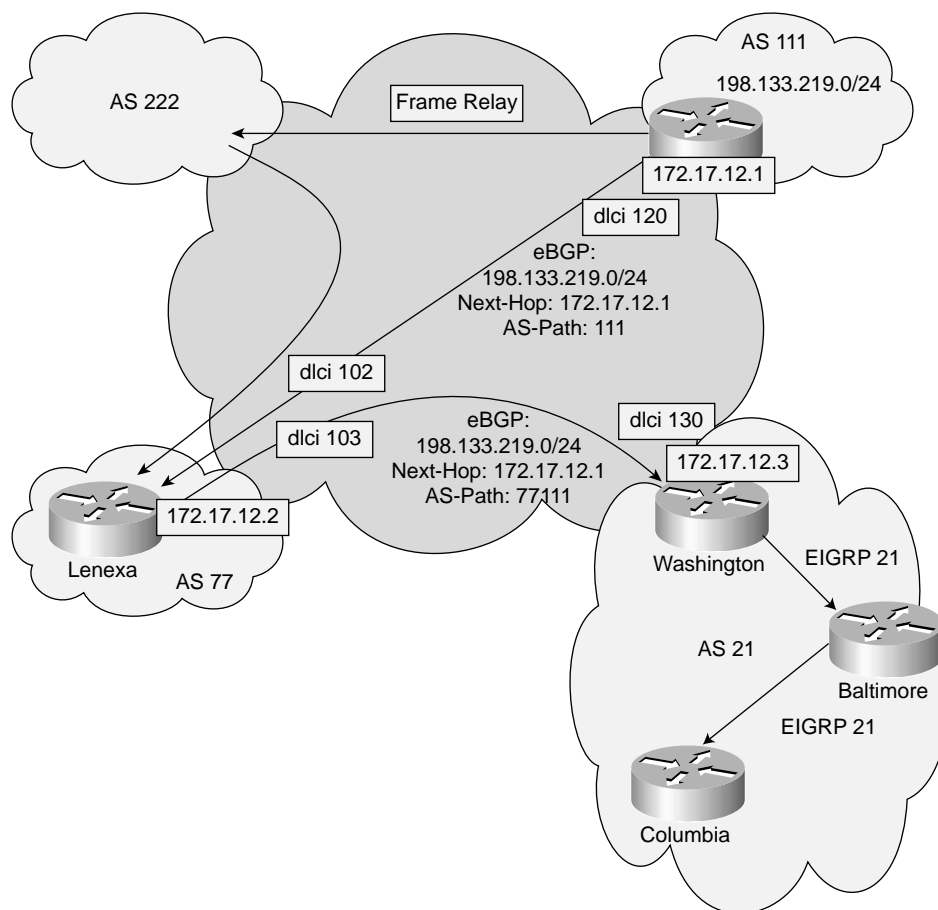 AS 111
198.133.219.0/24
AS 222
Frame Relay
172.17.12.1
dlci 120
eBGP:
198.133.219.0/24
Next-Hop: 172.17.12.1
AS-Path: 111
dlci 102
dlci 103
eBGP:
198.133.219.0/24
Next-Hop: 172.17.12.1
AS-Path: 77111
dlci 130
172.17.12.3
172.17.12.2
Lenexa
AS 77
Washington
EIGRP 21
AS 21
Baltimore
EIGRP 21
Columbia